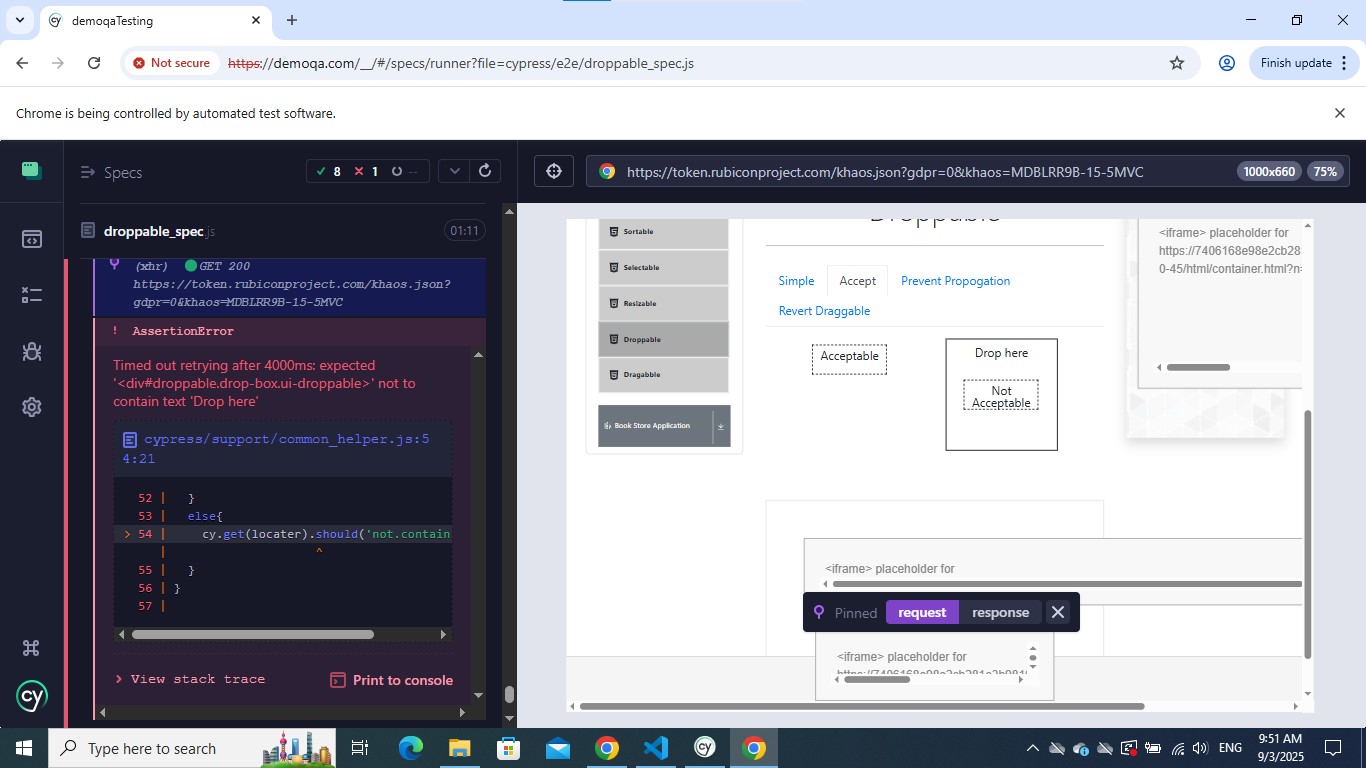 demoqaTesting
Not secure
https://demoqa.com/__/#/specs/runner?file=cypress/e2e/droppable_spec.js
Finish update
Chrome is being controlled by automated test software.
Specs
8
1
--
https://token.rubiconproject.com/khaos.json?gdpr=0&khaos=MDBLRR9B-15-5MVC
1000x660
75%
droppable_spec.js
01:11
(xhr) GET 200
https://token.rubiconproject.com/khaos.json?
gdpr=0&khaos=MDBLRR9B-15-5MVC
! AssertionError
Timed out retrying after 4000ms: expected
'<div#droppable.drop-box.ui-droppable>' not to
contain text 'Drop here'
cypress/support/common_helper.js:5
4:21
52 | }
53 | else{
> 54 | cy.get(locater).should('not.contain
| ^
55 | }
56 | }
57 |
> View stack trace
Print to console
Droppable
Sortable
Selectable
Resizable
Droppable
Dragabble
Book Store Application
Simple
Accept
Prevent Propogation
Revert Draggable
Acceptable
Drop here
Not
Acceptable
<iframe> placeholder for
https://7406168e98e2cb28
0-45/html/container.html?n=
<iframe> placeholder for
Pinned
request
response
<iframe> placeholder for
cy
Type here to search
ENG
9:51 AM
9/3/2025